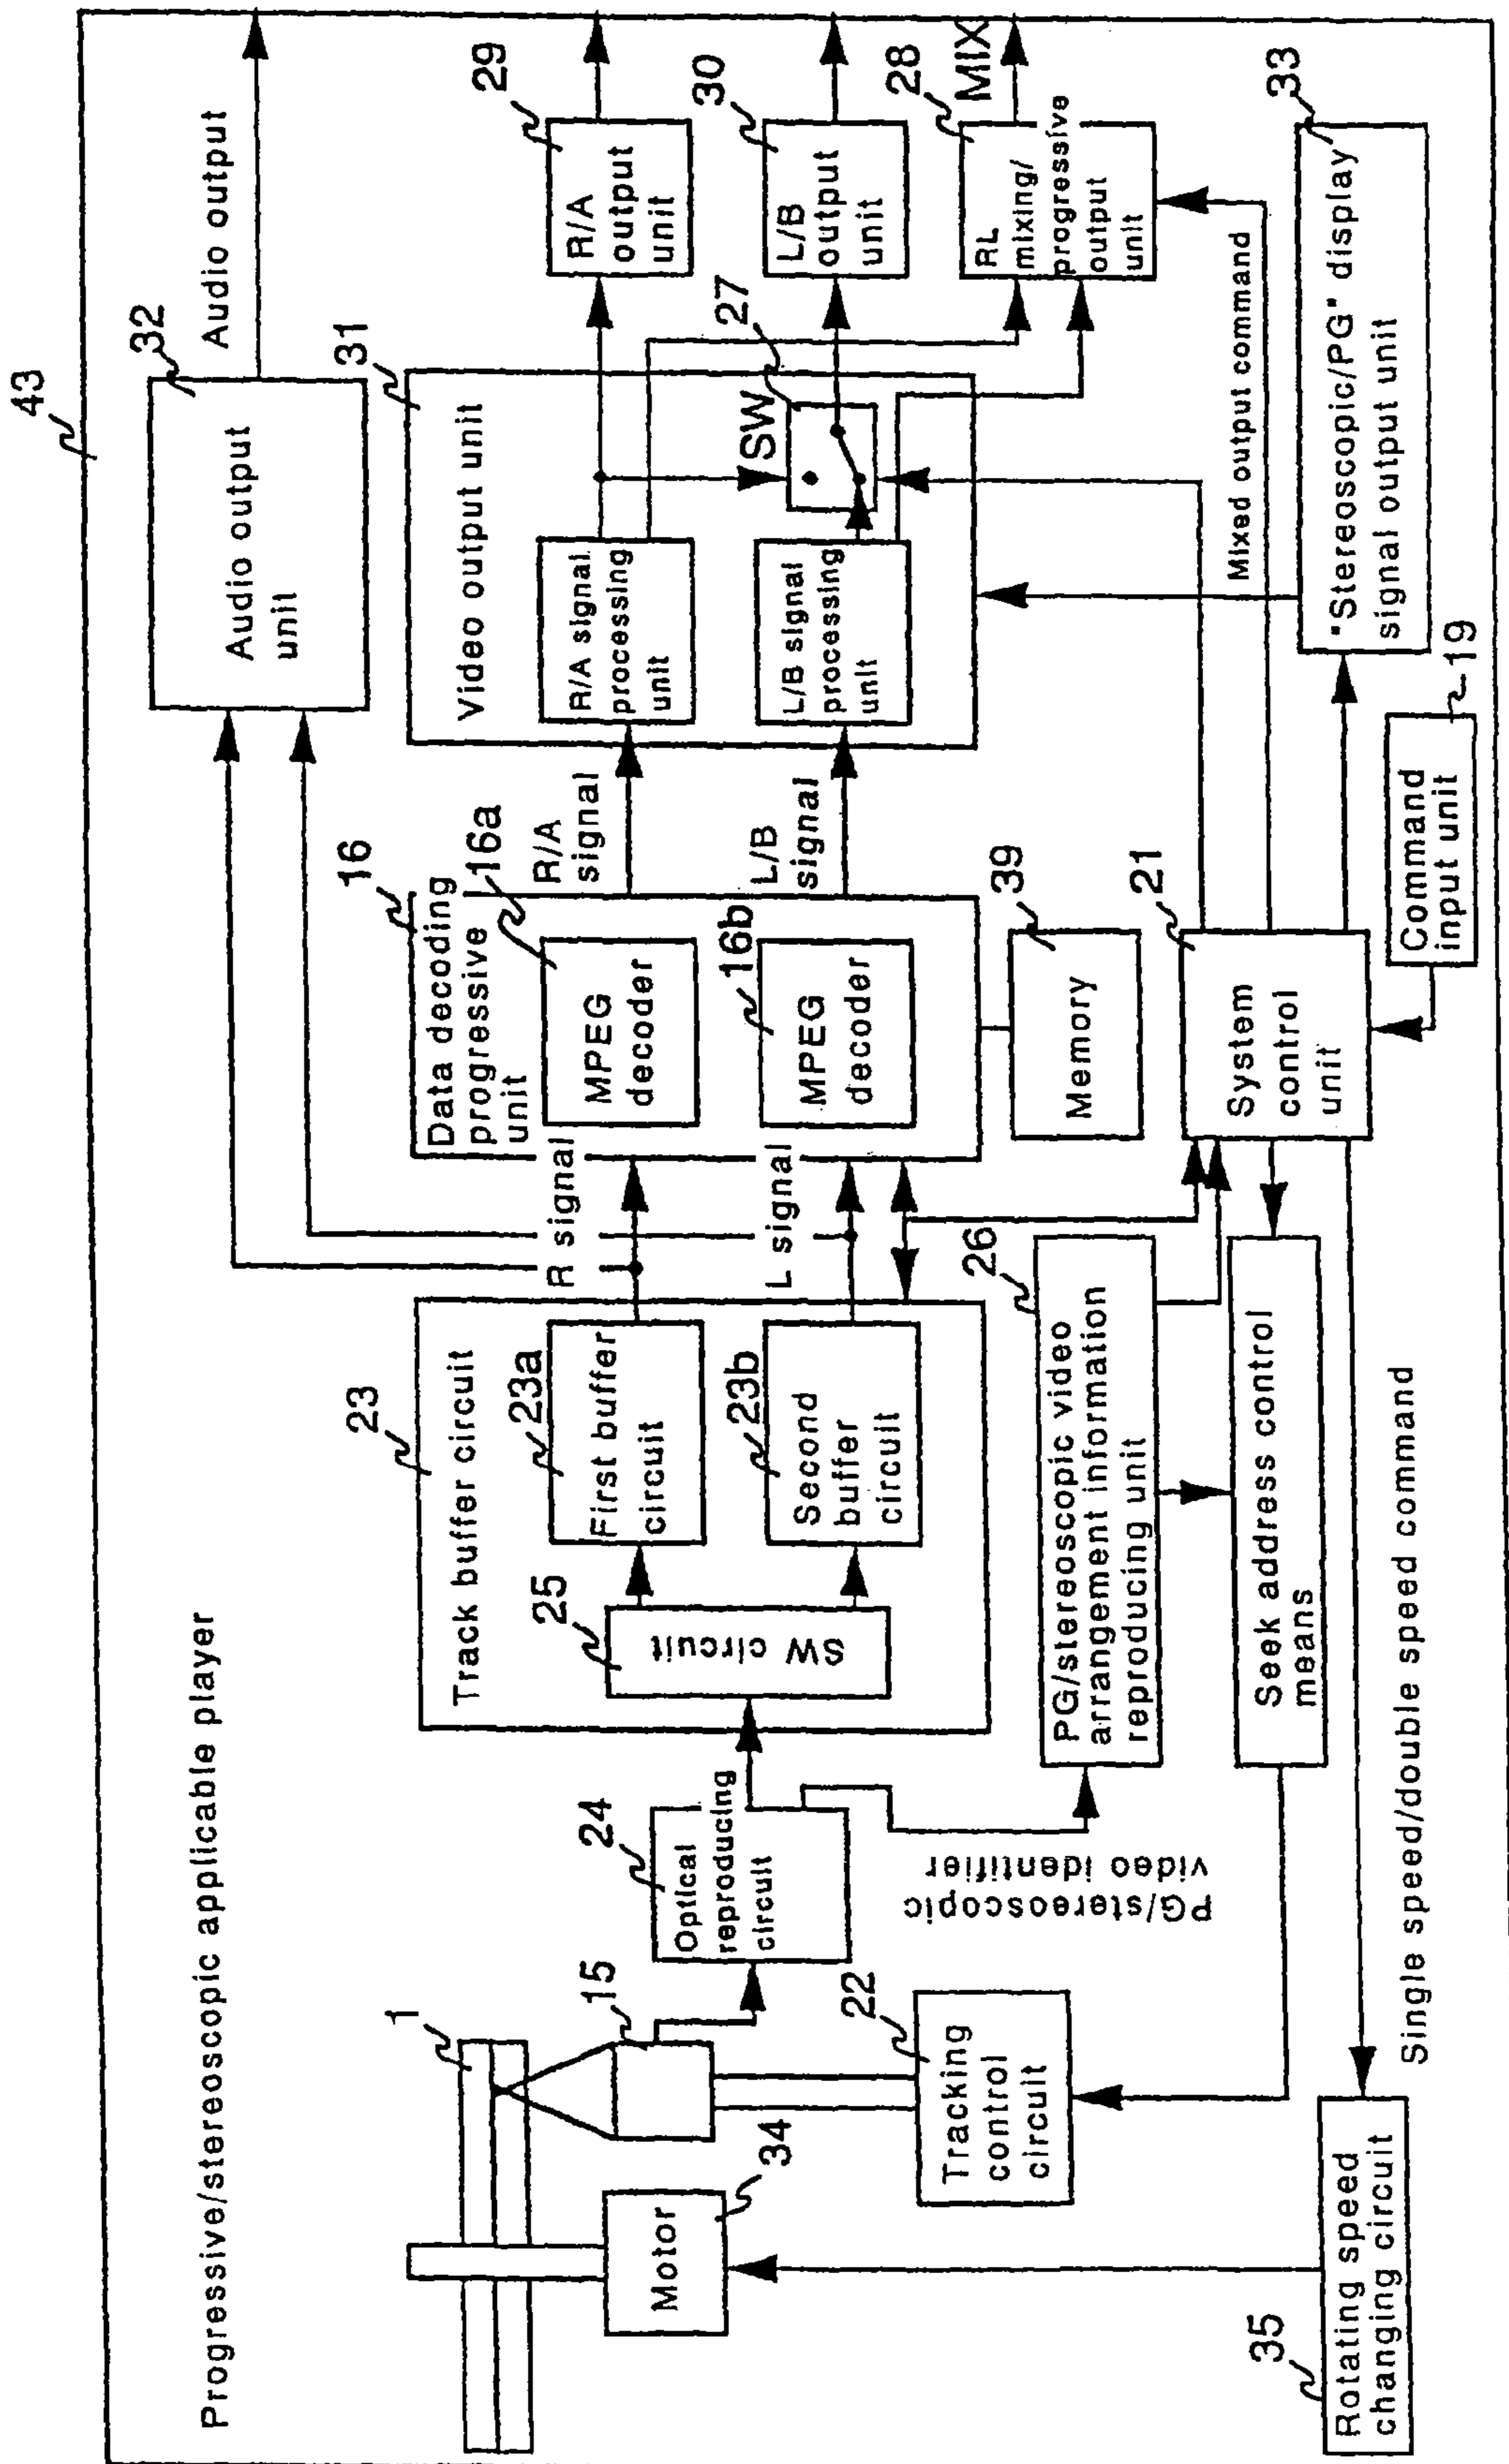 Progressive/stereoscopic applicable player
43
1
15
34
Motor
35
Rotating speed
changing circuit
22
Tracking
control
circuit
24
Optical
reproducing
circuit
PG/stereoscopic
video identifier
Single speed/double speed command
23
Track buffer circuit
25
SW circuit
23a
First buffer
circuit
23b
Second
buffer
circuit
26
PG/stereoscopic video
arrangement information
reproducing unit
Seek address control
means
R signal
L signal
16
Data decoding
progressive
unit
16a
MPEG
decoder
16b
MPEG
decoder
39
Memory
21
System
control
unit
19
Command
input unit
R/A
signal
L/B
signal
32
Audio output
unit
Audio output
31
Video output unit
R/A signal
processing
unit
L/B signal
processing
unit
SW
27
29
R/A
output
unit
30
L/B
output
unit
28
RL
mixing/
progressive
output
unit
MIX
Mixed output command
33
"Stereoscopic/PG" display
signal output unit